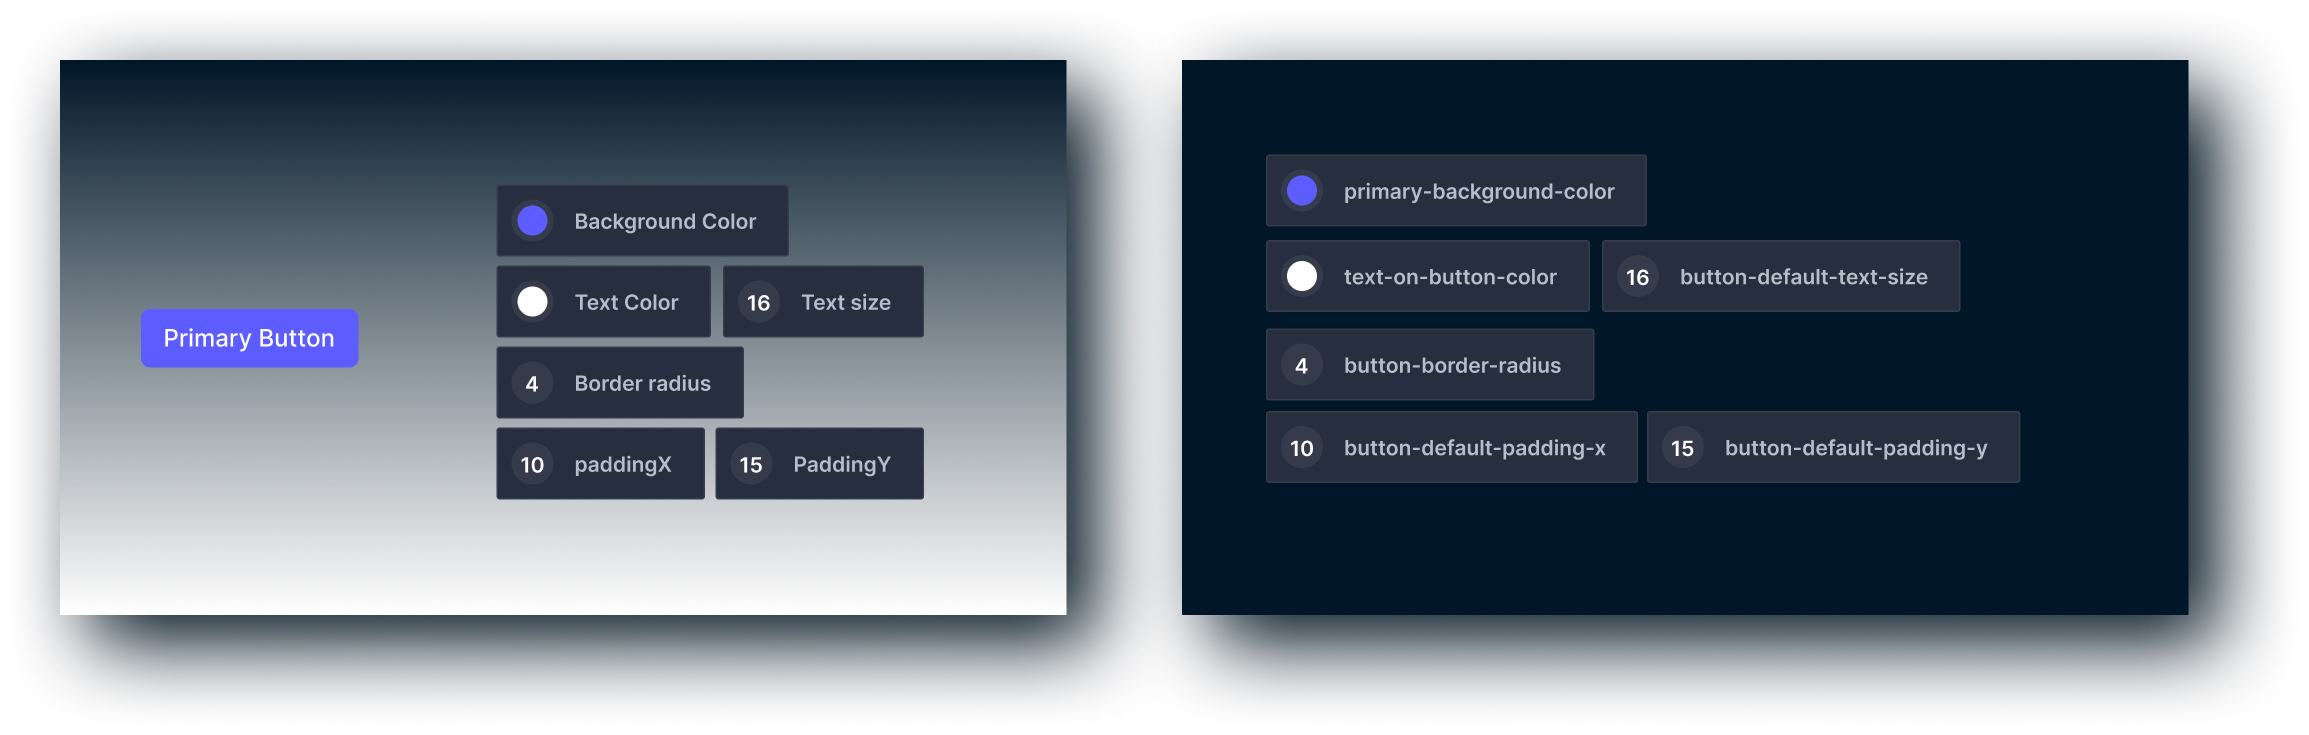 Primary Button
Background Color
Text Color
16 Text size
4 Border radius
10 paddingX
15 PaddingY
primary-background-color
text-on-button-color
16 button-default-text-size
4 button-border-radius
10 button-default-padding-x
15 button-default-padding-y